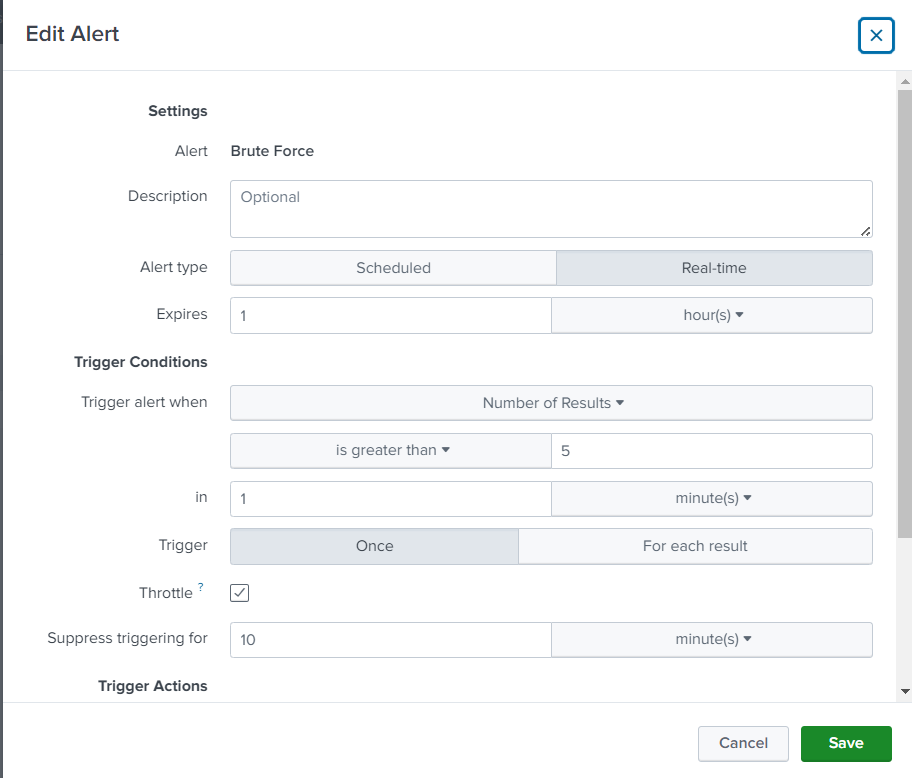 Edit Alert
Settings
Alert Brute Force
Description Optional
Alert type Scheduled Real-time
Expires 1 hour(s)
Trigger Conditions
Trigger alert when Number of Results
is greater than 5
in 1 minute(s)
Trigger Once For each result
Throttle ?
Suppress triggering for 10 minute(s)
Trigger Actions
Cancel Save